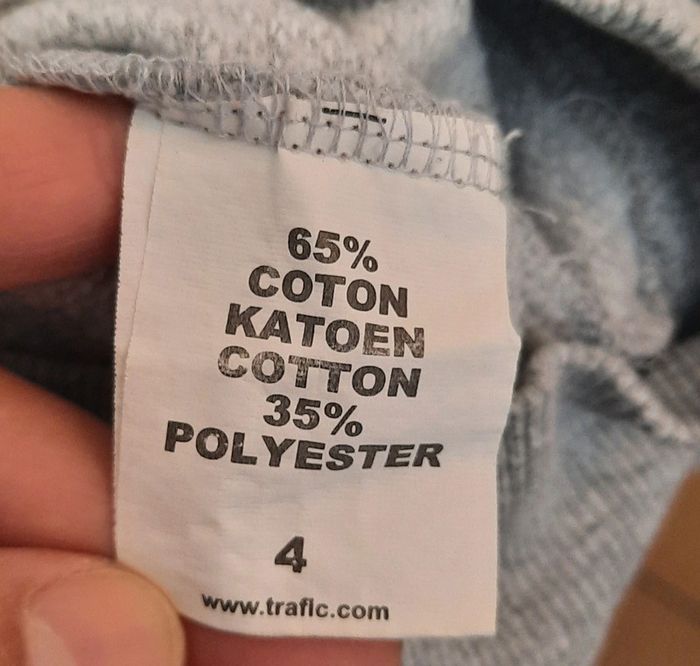 65%
COTON
KATOEN
COTTON
35%
POLYESTER
4
www.trafic.com